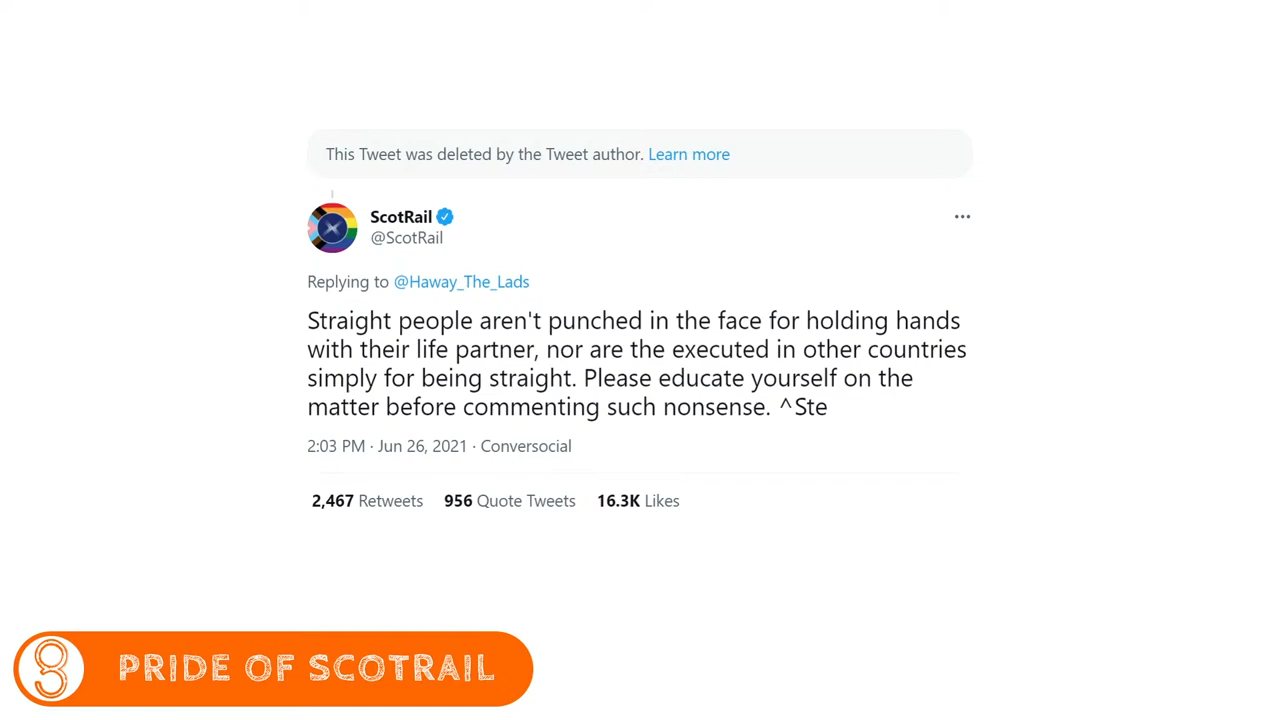 This Tweet was deleted by the Tweet author. Learn more
ScotRail
@ScotRail
Replying to @Haway_The_Lads
Straight people aren't punched in the face for holding hands
with their life partner, nor are the executed in other countries
simply for being straight. Please educate yourself on the
matter before commenting such nonsense. ^Ste
2:03 PM · Jun 26, 2021 · Conversocial
2,467 Retweets 956 Quote Tweets 16.3K Likes
PRIDE OF SCOTRAIL